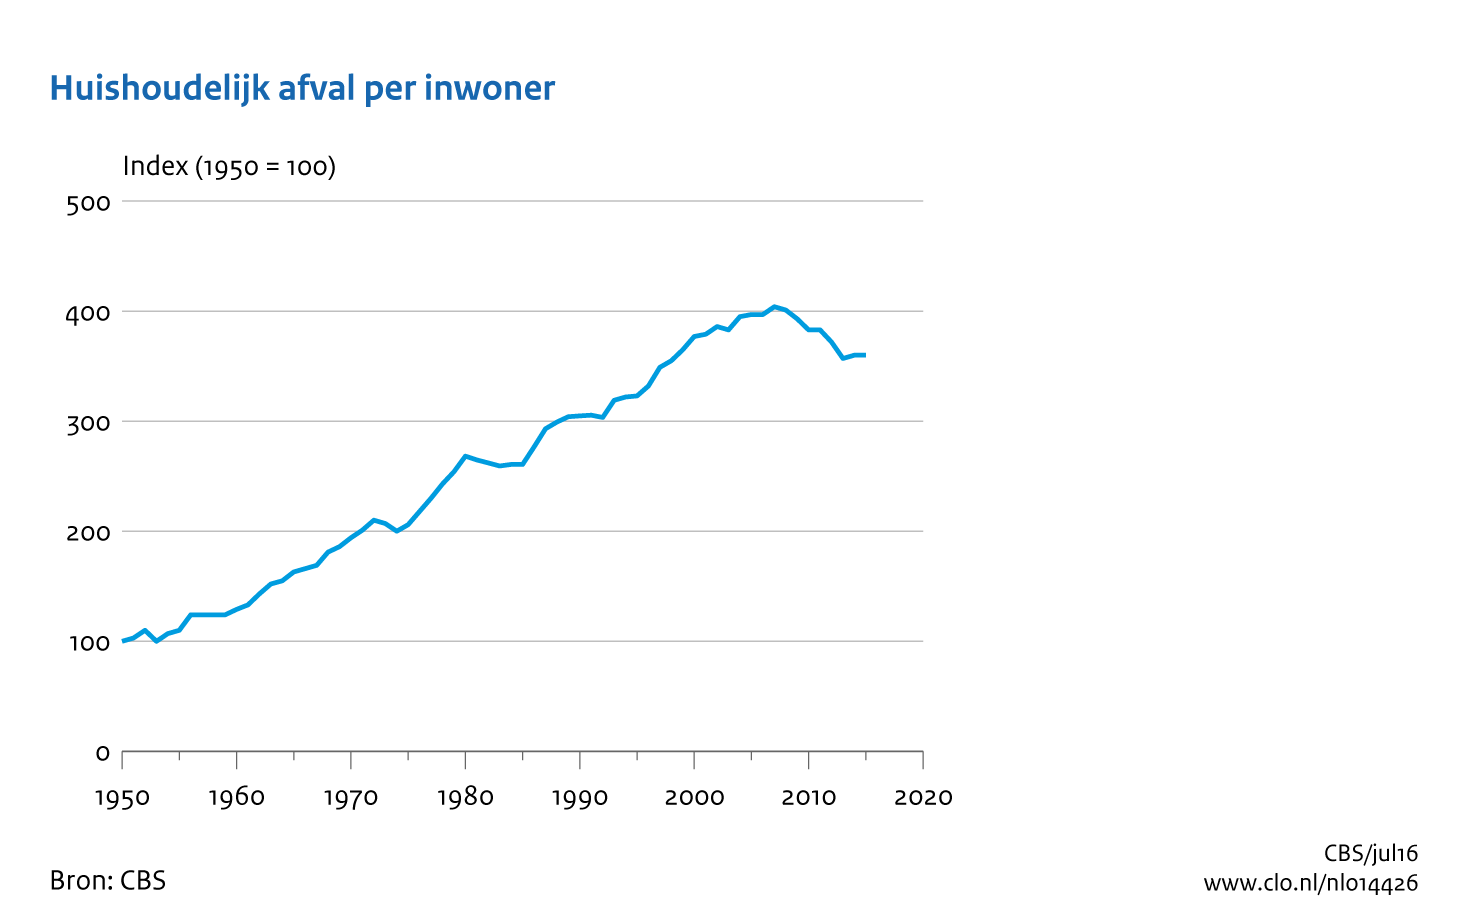 Huishoudelijk afval per inwoner
Index (1950 = 100)
500
400
300
200
100
0
1950 1960 1970 1980 1990 2000 2010 2020
CBS/jul16
Bron: CBS
www.clo.nl/nl014426